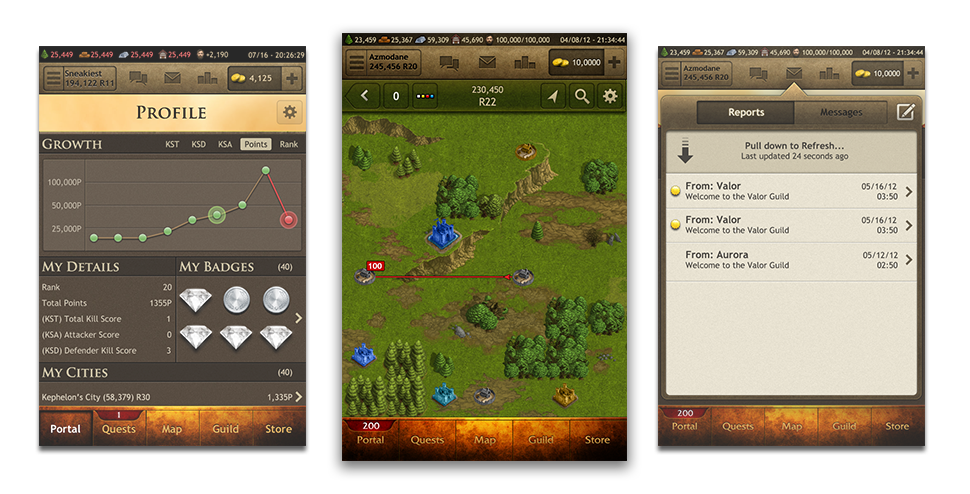 25,449 25,449 25,449 25,449 +2,190 07/16 - 20:26:29
Sneakiest
194,122 R11
4,125
PROFILE
GROWTH KST KSD KSA Points Rank
100,000P
50,000P
25,000P
MY DETAILS
Rank 20
Total Points 1355P
(KST) Total Kill Score 1
(KSA) Attacker Score 0
(KSD) Defender Kill Score 3
MY BADGES (40)
MY CITIES (40)
Kephelon's City (58,379) R30 1,335P
1
Portal Quests Map Guild Store
23,459 25,367 59,309 45,690 100,000/100,000 04/08/12 - 21:34:44
Azmodane
245,456 R20
10,0000
0
230,450
R22
100
200
Portal Quests Map Guild Store
23,459 25,367 59,309 45,690 100,000/100,000 04/08/12 - 21:34:44
Azmodane
245,456 R20
10,0000
Reports Messages
Pull down to Refresh...
Last updated 24 seconds ago
From: Valor 05/16/12
Welcome to the Valor Guild 03:50
From: Valor 05/16/12
Welcome to the Valor Guild 03:50
From: Aurora 05/12/12
Welcome to the Valor Guild 02:50
200
Portal Quests Map Guild Store